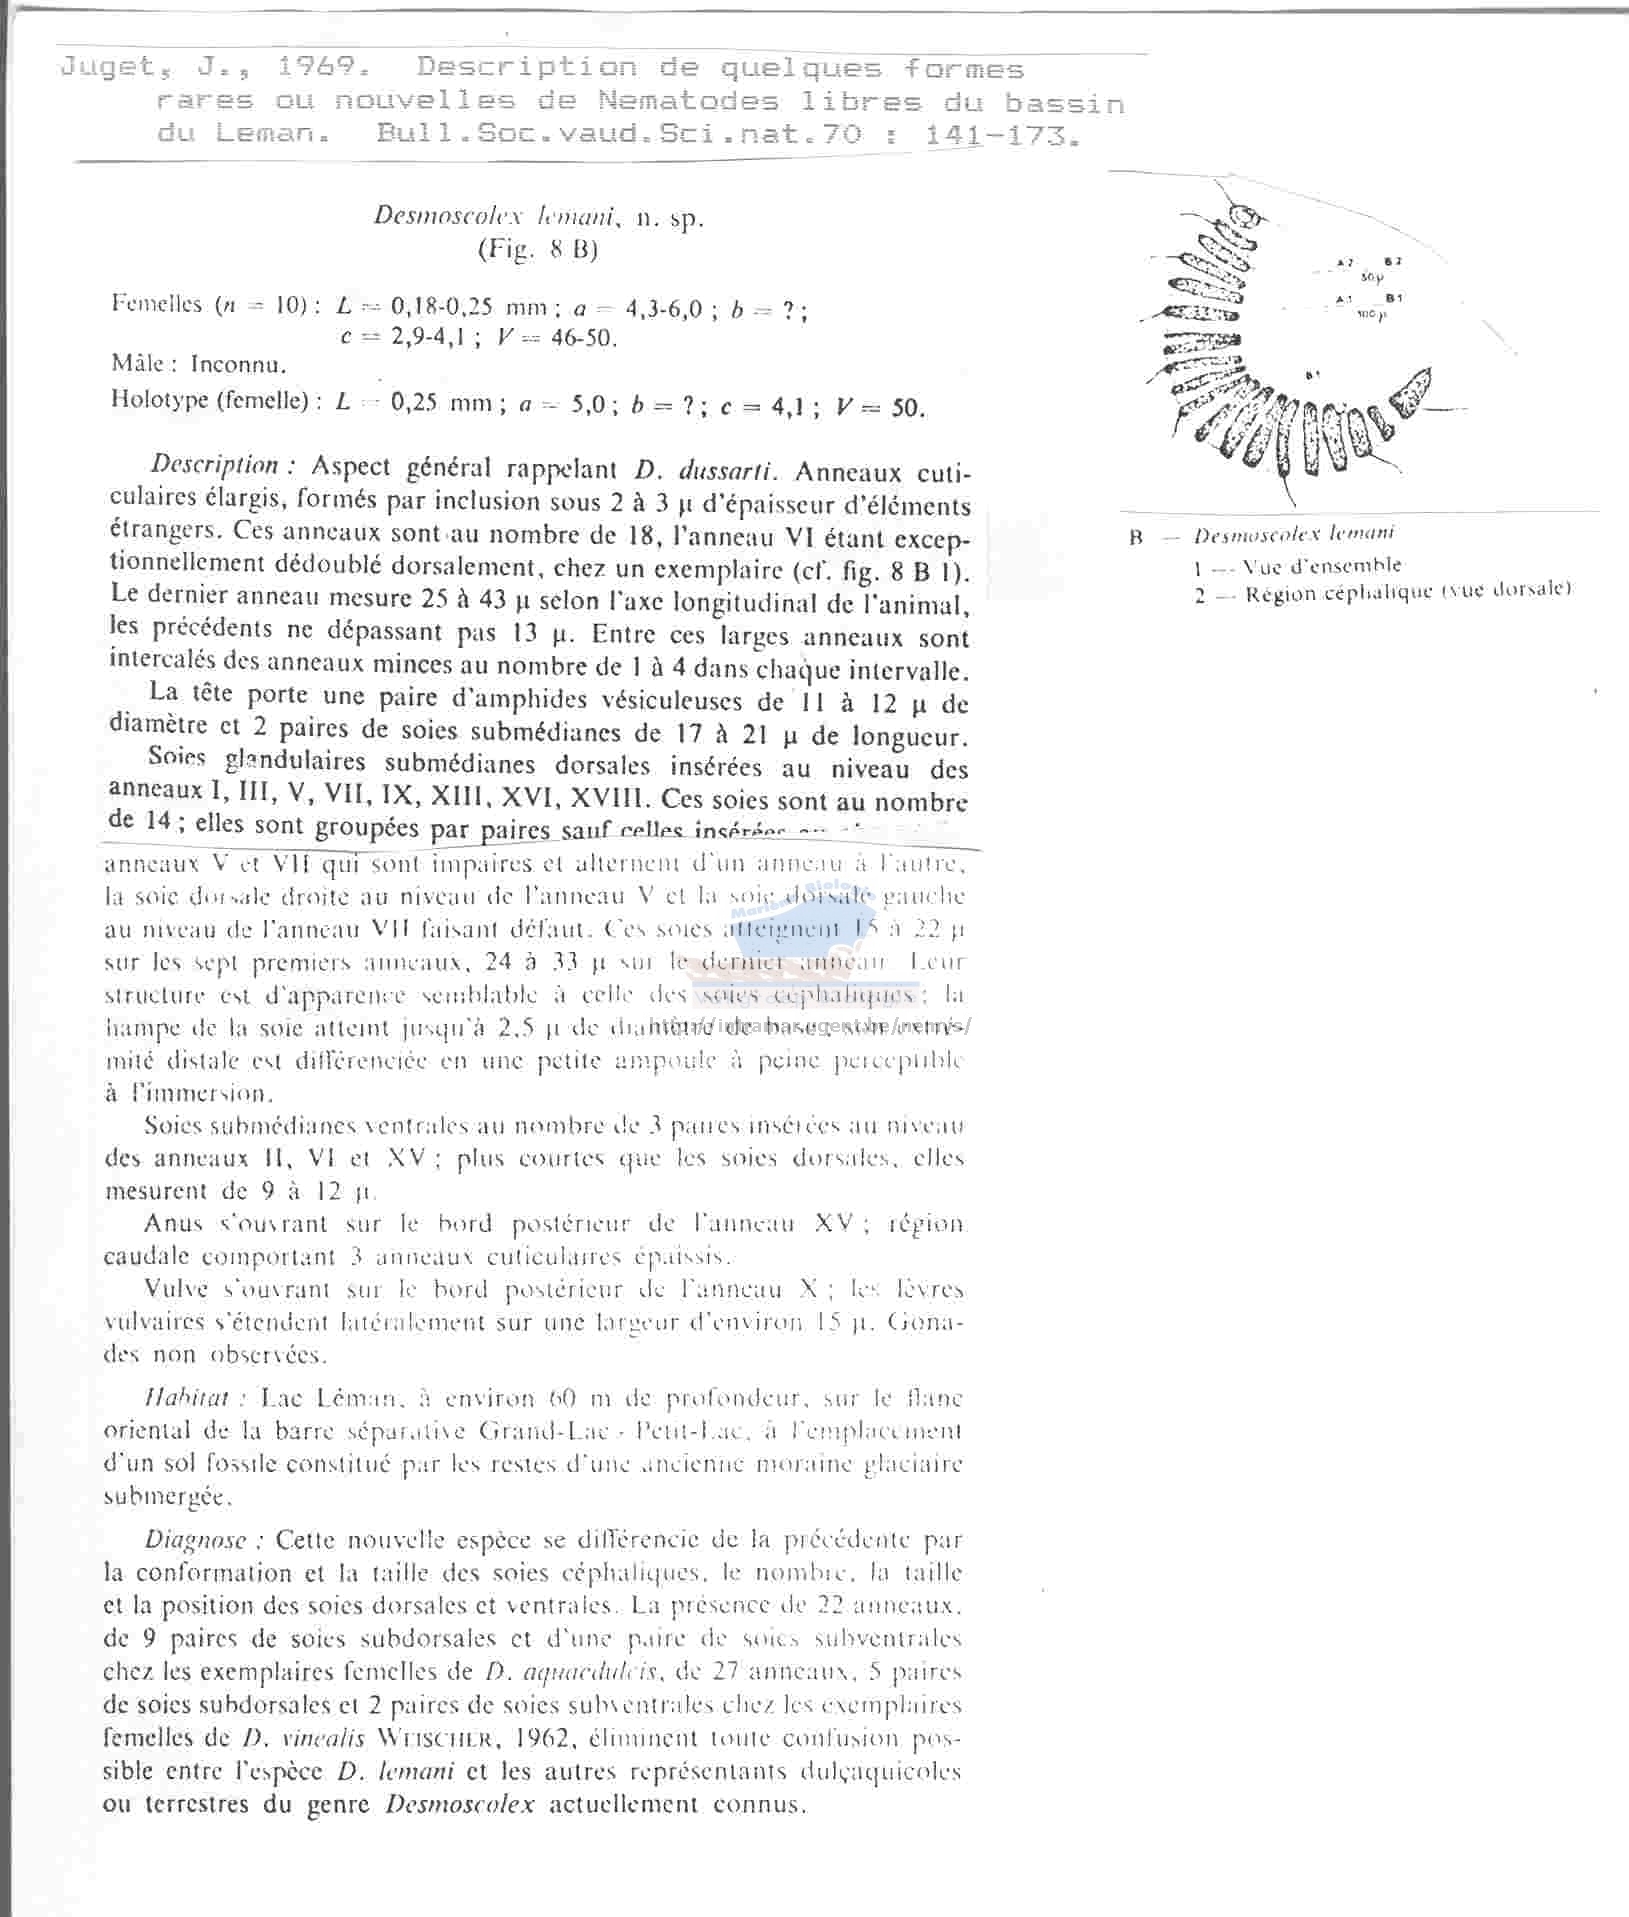 Juget, J., 1969. Description de quelques formes
rares ou nouvelles de Nematodes libres du bassin
du Leman. Bull.Soc.vaud.Sci.nat.70 : 141-173.
Desmoscolex lemani, n. sp.
(Fig. 8 B)
Femelles (n = 10) : L = 0,18-0,25 mm ; a = 4,3-6,0 ; b = ? ;
c = 2,9-4,1 ; V = 46-50.
Mâle : Inconnu.
Holotype (femelle) : L = 0,25 mm ; a = 5,0 ; b = ? ; c = 4,1 ; V = 50.
Description : Aspect général rappelant D. dussarti. Anneaux cuti-
culaires élargis, formés par inclusion sous 2 à 3 µ d'épaisseur d'éléments
étrangers. Ces anneaux sont au nombre de 18, l'anneau VI étant excep-
tionnellement dédoublé dorsalement, chez un exemplaire (cf. fig. 8 B 1).
Le dernier anneau mesure 25 à 43 µ selon l'axe longitudinal de l'animal,
les précédents ne dépassant pas 13 µ. Entre ces larges anneaux sont
intercalés des anneaux minces au nombre de 1 à 4 dans chaque intervalle.
La tête porte une paire d'amphides vésiculeuses de 11 à 12 µ de
diamètre et 2 paires de soies submédianes de 17 à 21 µ de longueur.
Soies glandulaires submédianes dorsales insérées au niveau des
anneaux I, III, V, VII, IX, XIII, XVI, XVIII. Ces soies sont au nombre
de 14 ; elles sont groupées par paires sauf celles insérées
anneaux V et VII qui sont impaires et alternent d'un anneau à l'autre,
la soie dorsale droite au niveau de l'anneau V et la soie dorsale gauche
au niveau de l'anneau VII faisant défaut. Ces soies atteignent 15 à 22 µ
sur les sept premiers anneaux, 24 à 33 µ sur le dernier anneau. Leur
structure est d'apparence semblable à celle des soies céphaliques ; la
hampe de la soie atteint jusqu'à 2,5 µ de diamètre de base ; son extré-
mité distale est différenciée en une petite ampoule à peine perceptible
à l'immersion.
Soies submédianes ventrales au nombre de 3 paires insérées au niveau
des anneaux II, VI et XV ; plus courtes que les soies dorsales, elles
mesurent de 9 à 12 µ.
Anus s'ouvrant sur le bord postérieur de l'anneau XV ; région
caudale comportant 3 anneaux cuticulaires épaissis.
Vulve s'ouvrant sur le bord postérieur de l'anneau X ; les lèvres
vulvaires s'étendent latéralement sur une largeur d'environ 15 µ. Gona-
des non observées.
Habitat : Lac Léman, à environ 60 m de profondeur, sur le flanc
oriental de la barre séparative Grand-Lac - Petit-Lac, à l'emplacement
d'un sol fossile constitué par les restes d'une ancienne moraine glaciaire
submergée.
Diagnose : Cette nouvelle espèce se différencie de la précédente par
la conformation et la taille des soies céphaliques, le nombre, la taille
et la position des soies dorsales et ventrales. La présence de 22 anneaux,
de 9 paires de soies subdorsales et d'une paire de soies subventrales
chez les exemplaires femelles de D. aquaedulcis, de 27 anneaux, 5 paires
de soies subdorsales et 2 paires de soies subventrales chez les exemplaires
femelles de D. vinealis WEISCHER, 1962, éliminent toute confusion pos-
sible entre l'espèce D. lemani et les autres représentants dulçaquicoles
ou terrestres du genre Desmoscolex actuellement connus.
A 2 B 2
50 µ
A 1 B 1
100 µ
B 1
B — Desmoscolex lemani
1 — Vue d'ensemble
2 — Région céphalique (vue dorsale)
Marine Biology
http://intramar.ugent.be/nemys/